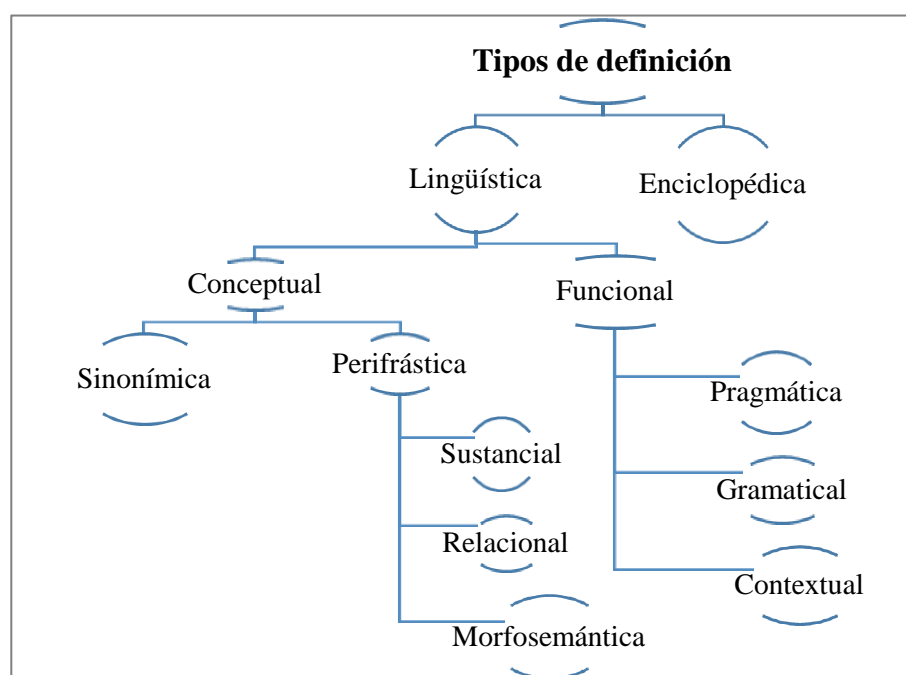 Tipos de definición
Lingüística
Enciclopédica
Conceptual
Funcional
Sinonímica
Perifrástica
Pragmática
Sustancial
Gramatical
Relacional
Contextual
Morfosemántica